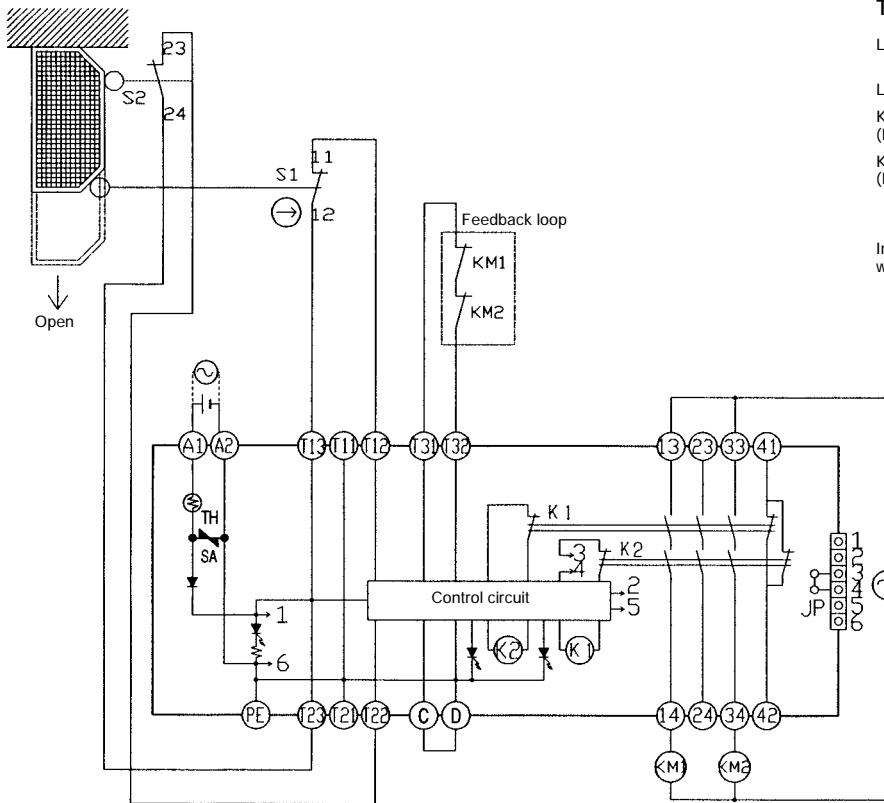 T
L
23
S2
24
L
K
(
K
(
11
S1
12
Feedback loop
KM1
KM2
In
w
Open
A1 A2 T13 T11 T12 T31 T32 13 23 33 41
TH
SA
K1
K2
3
4
Control circuit
2
5
1
6
K2
K1
JP
1
2
3
4
5
6
PE T23 T21 T22 C D 14 24 34 42
KM1 KM2